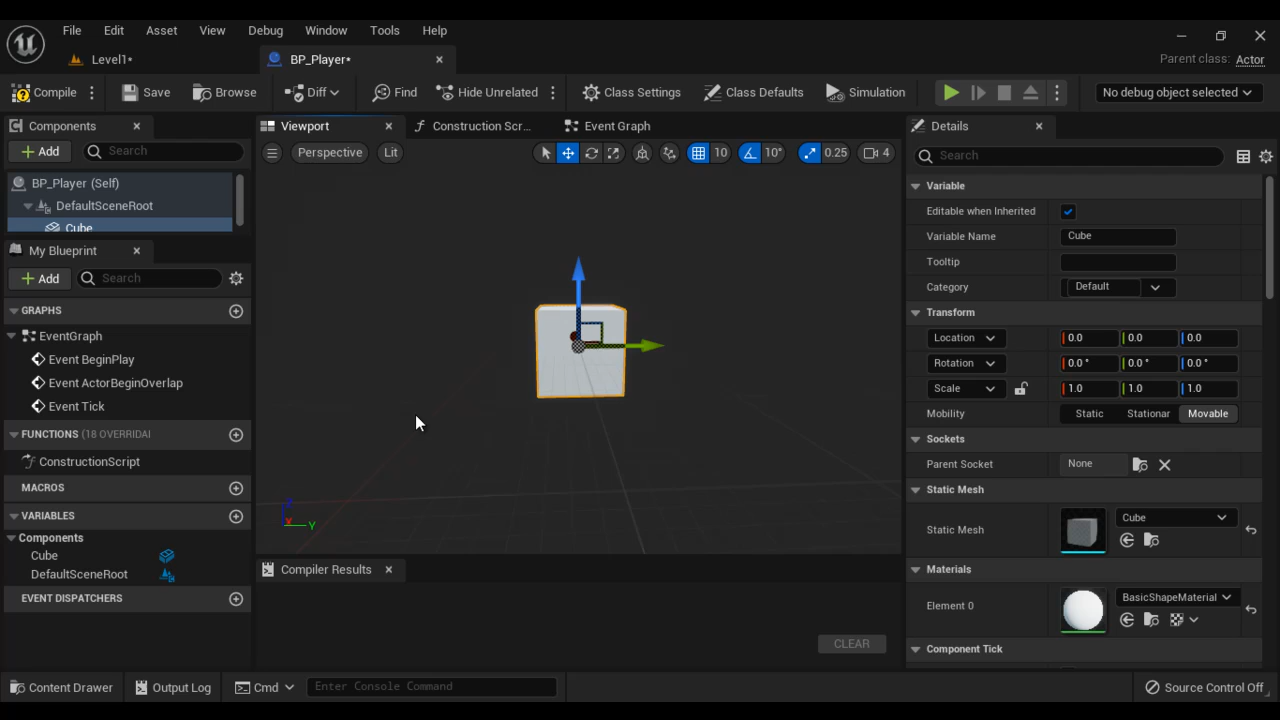 File Edit Asset View Window Debug Tools Help
Level1*
BP_Player*
Parent class: Actor
Compile Save Browse Diff Find Hide Unrelated Class Settings Class Defaults Simulation No debug object selected
Components
Add Search
BP_Player (Self)
DefaultSceneRoot
Cube
My Blueprint
Add Search
GRAPHS
EventGraph
Event BeginPlay
Event ActorBeginOverlap
Event Tick
FUNCTIONS (18 OVERRIDAI
ConstructionScript
MACROS
VARIABLES
Components
Cube
DefaultSceneRoot
EVENT DISPATCHERS
Viewport Construction Scr... Event Graph
Perspective Lit 10 10° 0.25 4
Z
X Y
Compiler Results
CLEAR
Details
Search
Variable
Editable when Inherited
Variable Name Cube
Tooltip
Category Default
Transform
Location 0.0 0.0 0.0
Rotation 0.0 ° 0.0 ° 0.0 °
Scale 1.0 1.0 1.0
Mobility Static Stationar Movable
Sockets
Parent Socket None
Static Mesh
Static Mesh Cube
Materials
Element 0 BasicShapeMaterial
Component Tick
Content Drawer Output Log Cmd Enter Console Command Source Control Off